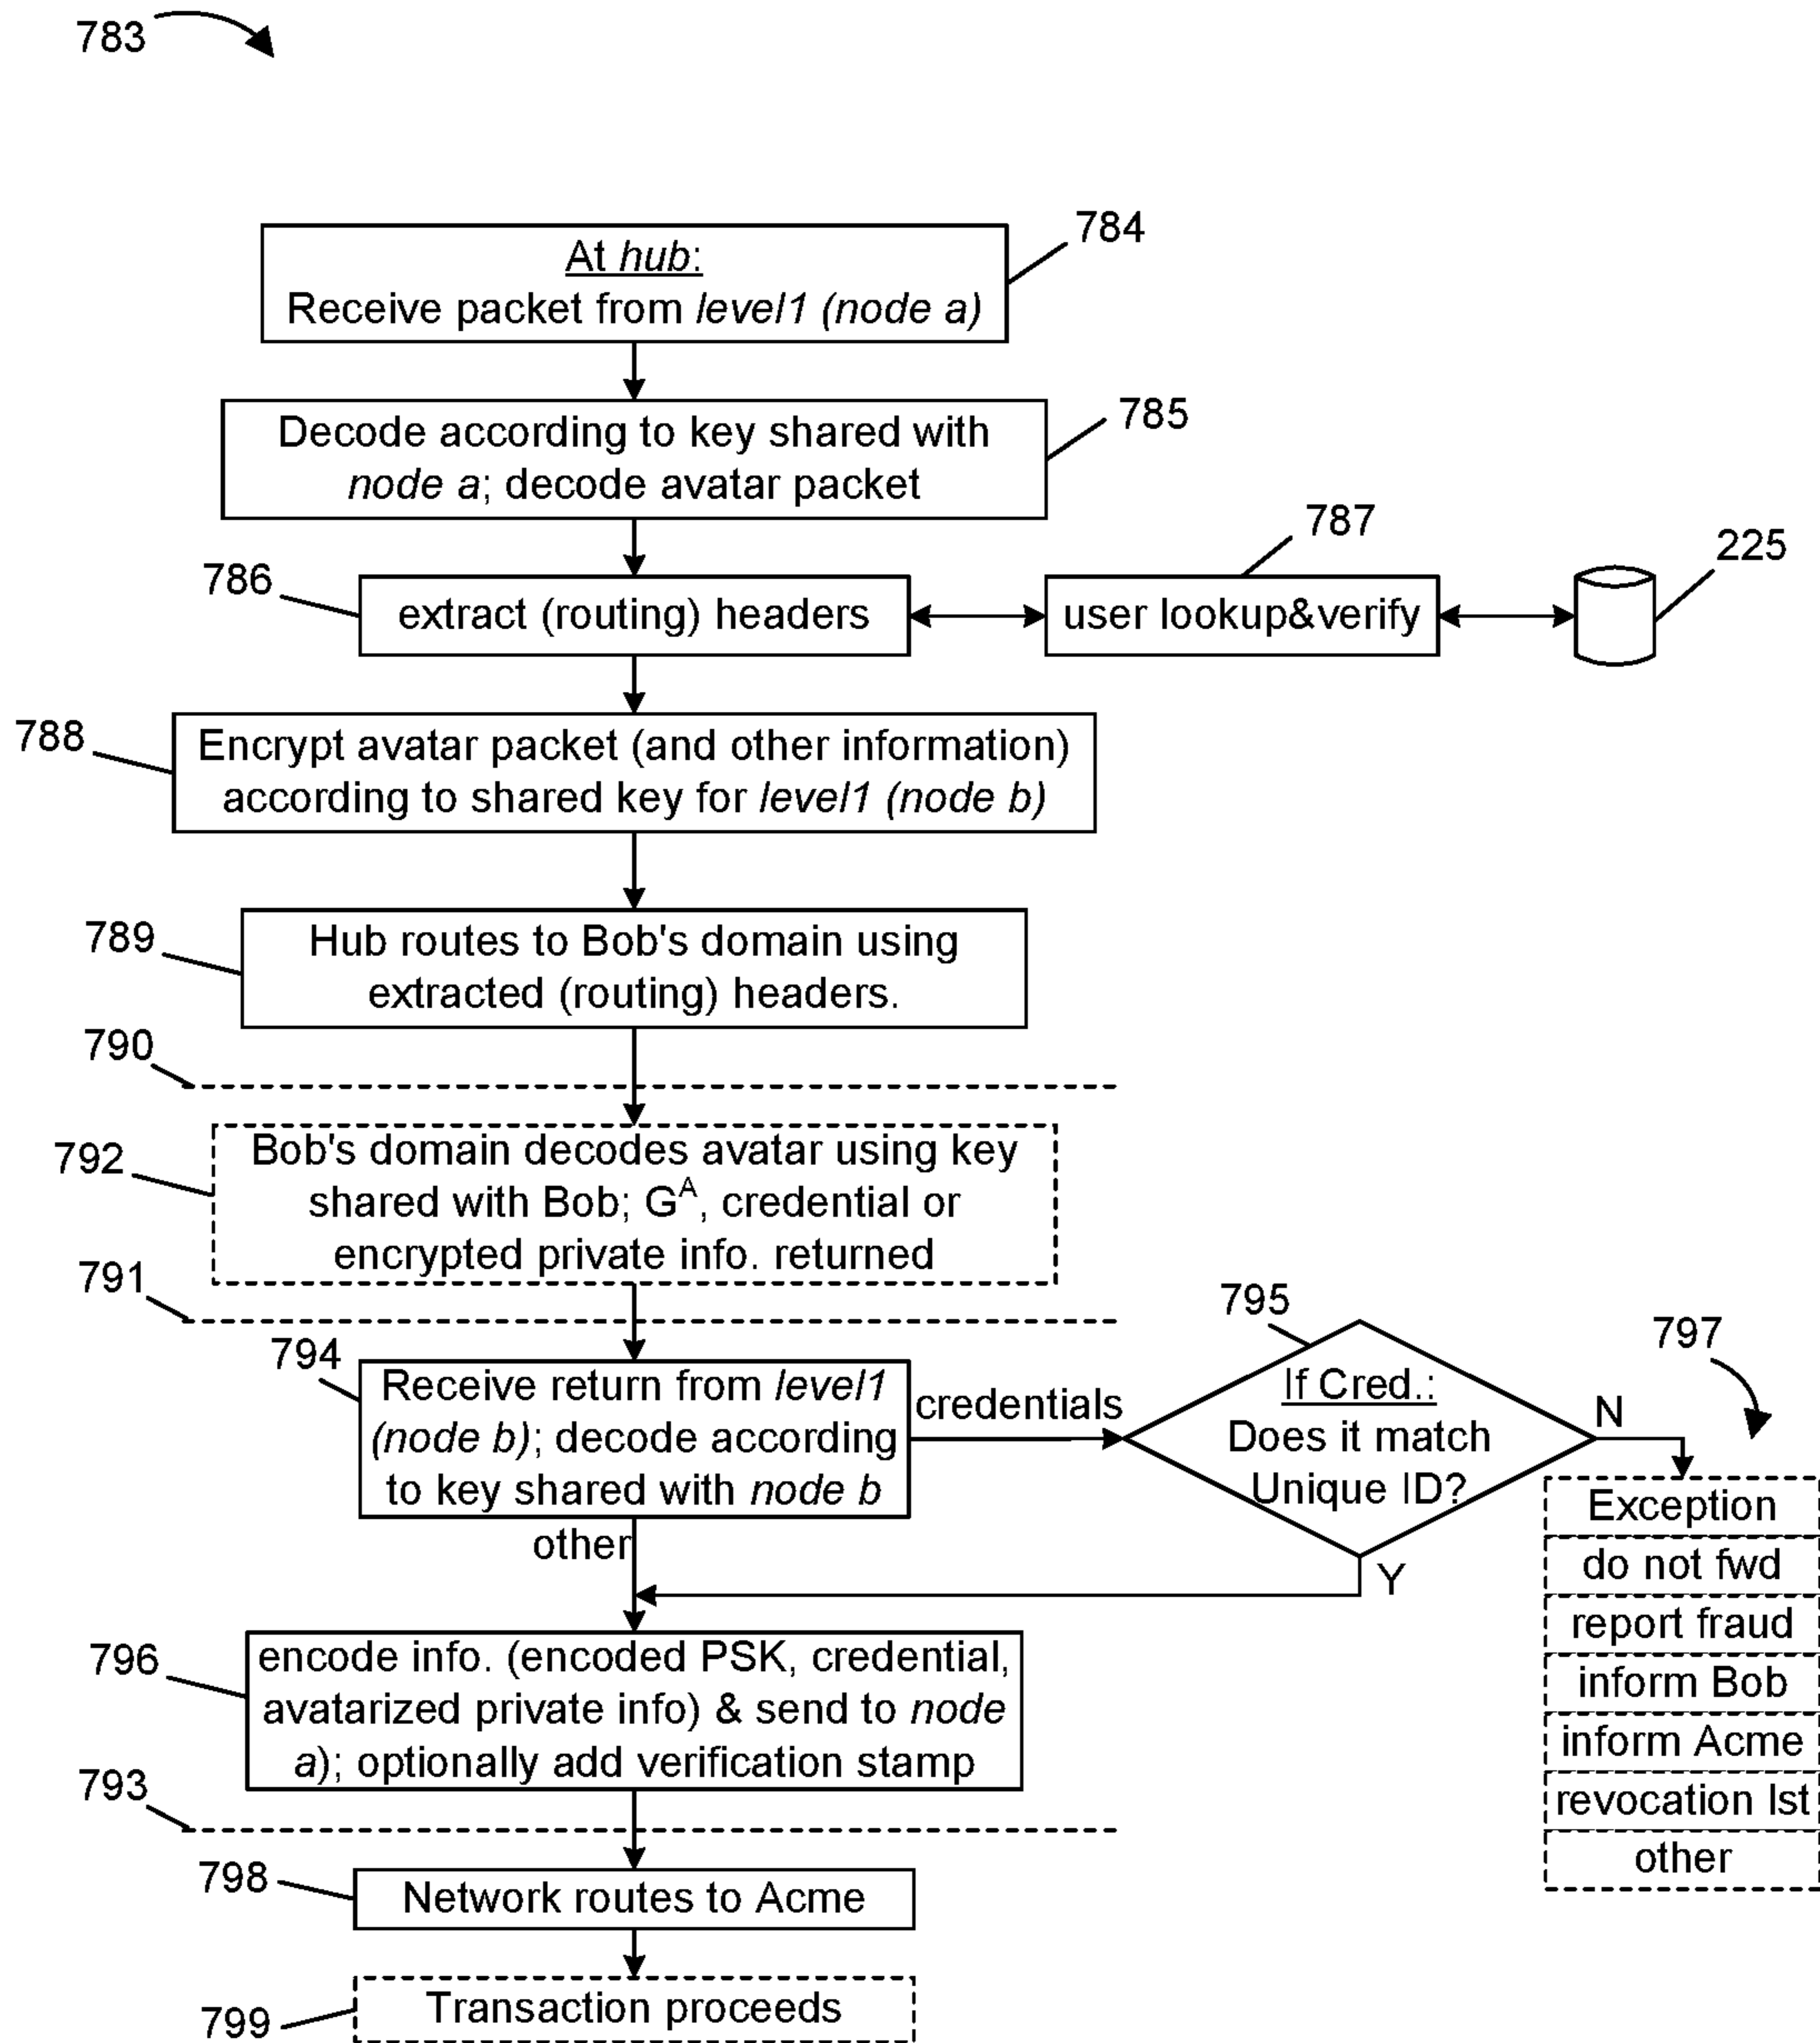 783
784
At hub:
Receive packet from level1 (node a)
785
Decode according to key shared with
node a; decode avatar packet
787
225
786
extract (routing) headers
user lookup&verify
788
Encrypt avatar packet (and other information)
according to shared key for level1 (node b)
789
Hub routes to Bob's domain using
extracted (routing) headers.
790
792
Bob's domain decodes avatar using key
shared with Bob; G^A, credential or
encrypted private info. returned
791
795
797
794
Receive return from level1
(node b); decode according
to key shared with node b
credentials
If Cred.:
Does it match
Unique ID?
N
Y
other
Exception
do not fwd
report fraud
inform Bob
inform Acme
revocation lst
other
796
encode info. (encoded PSK, credential,
avatarized private info) & send to node
a); optionally add verification stamp
793
798
Network routes to Acme
799
Transaction proceeds